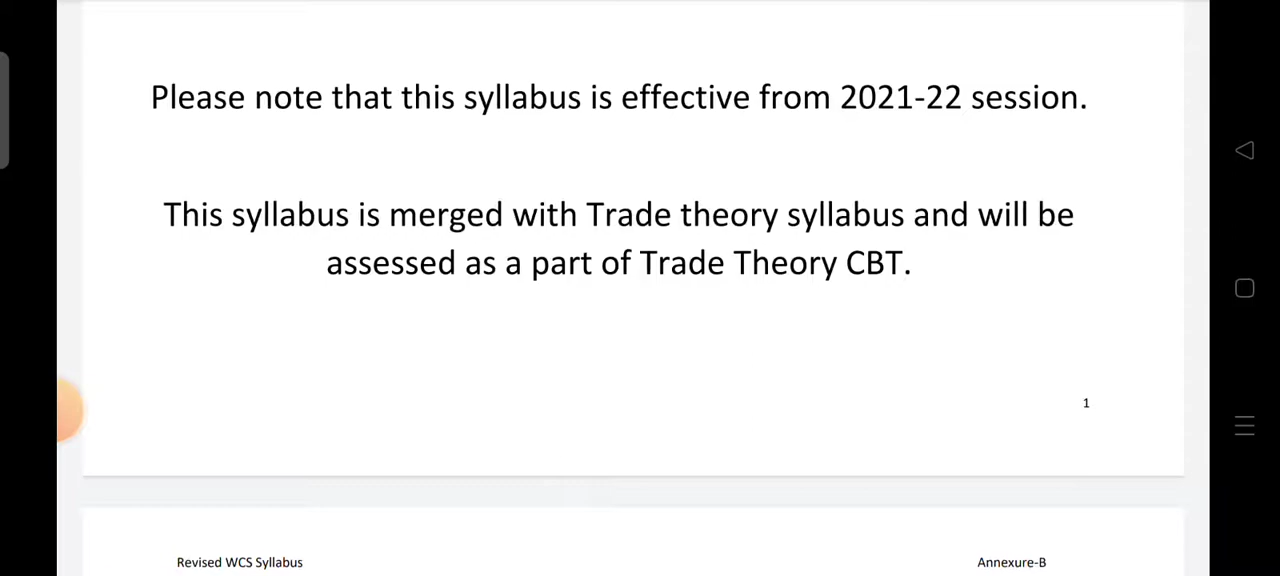 Please note that this syllabus is effective from 2021-22 session.
This syllabus is merged with Trade theory syllabus and will be
assessed as a part of Trade Theory CBT.
1
Revised WCS Syllabus Annexure-B